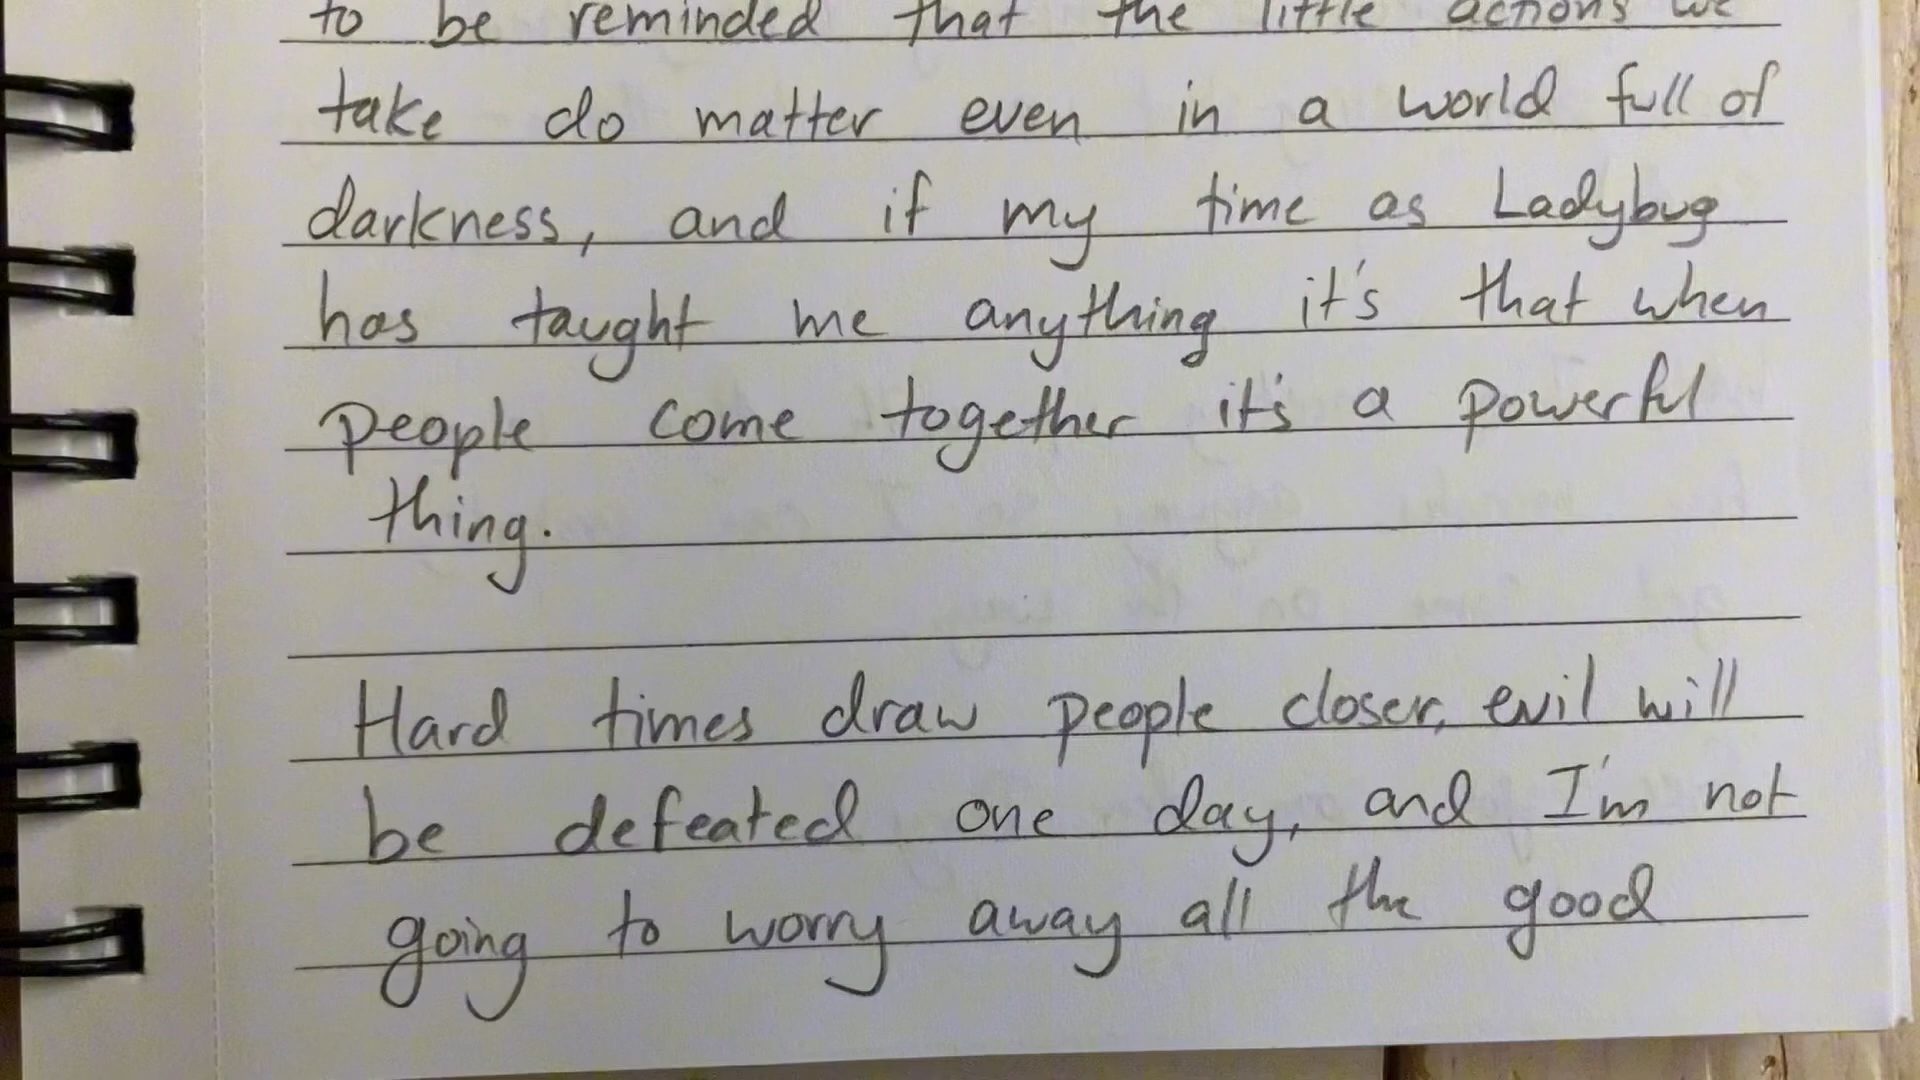 to be reminded that the little actions we
take do matter even in a world full of
darkness, and if my time as Ladybug
has taught me anything it's that when
people come together it's a powerful
thing.
Hard times draw people closer, evil will
be defeated one day, and I'm not
going to worry away all the good